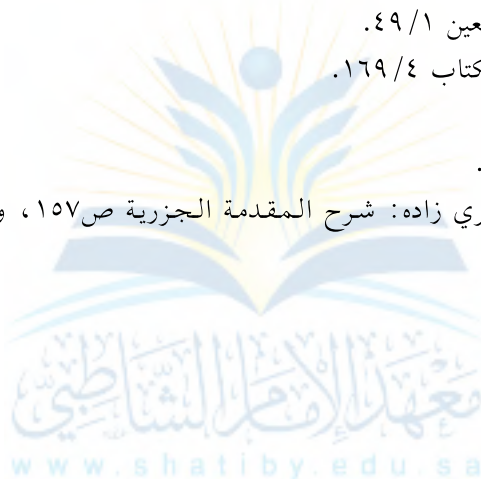 عين ١/ ٤٩.
كتاب ٤/ ١٦٩.
.
ري زاده: شرح المقدمة الجزرية ص١٥٧، و
معهد الإمام الشاطبي
www.shatiby.edu.sa